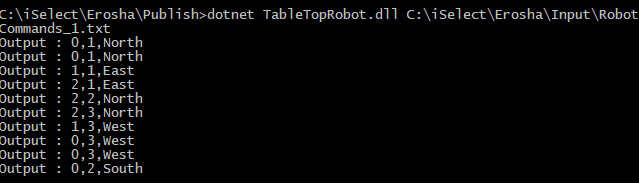 C:\iSelect\Erosha\Publish>dotnet TableTopRobot.dll C:\iSelect\Erosha\Input\Robot
Commands_1.txt
Output : 0,1,North
Output : 0,1,North
Output : 1,1,East
Output : 2,1,East
Output : 2,2,North
Output : 2,3,North
Output : 1,3,West
Output : 0,3,West
Output : 0,3,West
Output : 0,2,South